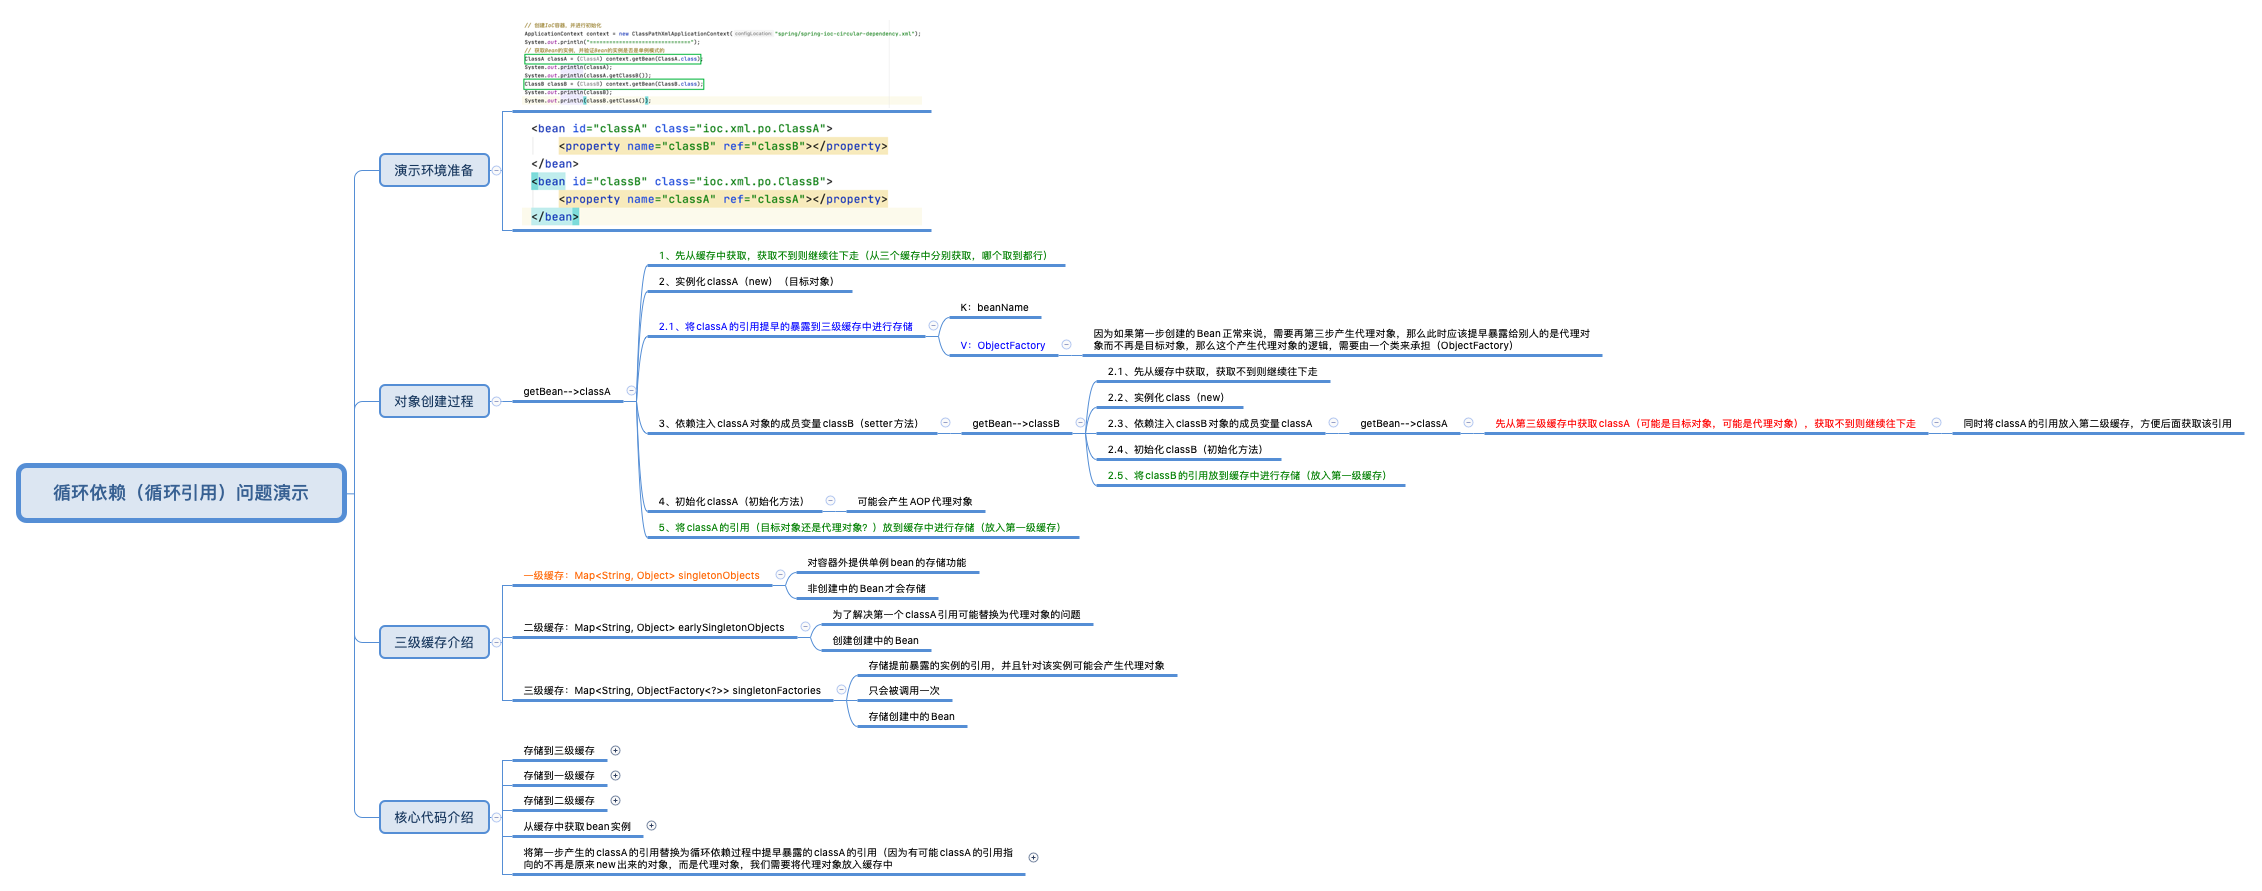 // 创建IoC容器，并进行初始化
ApplicationContext context = new ClassPathXmlApplicationContext( configLocation: "spring/spring-ioc-circular-dependency.xml");
System.out.println("===============================");
// 获取Bean的实例，并验证Bean的实例是否是单例模式的
ClassA classA = (ClassA) context.getBean(ClassA.class);
System.out.println(classA);
System.out.println(classA.getClassB());
ClassB classB = (ClassB) context.getBean(ClassB.class);
System.out.println(classB);
System.out.println(classB.getClassA());
<bean id="classA" class="ioc.xml.po.ClassA">
<property name="classB" ref="classB"></property>
</bean>
<bean id="classB" class="ioc.xml.po.ClassB">
<property name="classA" ref="classA"></property>
</bean>
演示环境准备
1、先从缓存中获取，获取不到则继续往下走（从三个缓存中分别获取，哪个取到都行）
2、实例化classA（new）（目标对象）
2.1、将classA的引用提早的暴露到三级缓存中进行存储
K：beanName
V：ObjectFactory
因为如果第一步创建的Bean正常来说，需要再第三步产生代理对象，那么此时应该提早暴露给别人的是代理对
象而不再是目标对象，那么这个产生代理对象的逻辑，需要由一个类来承担（ObjectFactory）
对象创建过程
getBean-->classA
3、依赖注入classA对象的成员变量classB（setter方法）
getBean-->classB
2.1、先从缓存中获取，获取不到则继续往下走
2.2、实例化class（new）
2.3、依赖注入classB对象的成员变量classA
getBean-->classA
先从第三级缓存中获取classA（可能是目标对象，可能是代理对象），获取不到则继续往下走
同时将classA的引用放入第二级缓存，方便后面获取该引用
2.4、初始化classB（初始化方法）
2.5、将classB的引用放到缓存中进行存储（放入第一级缓存）
4、初始化classA（初始化方法）
可能会产生AOP代理对象
5、将classA的引用（目标对象还是代理对象？）放到缓存中进行存储（放入第一级缓存）
循环依赖（循环引用）问题演示
三级缓存介绍
一级缓存：Map<String, Object> singletonObjects
对容器外提供单例bean的存储功能
非创建中的Bean才会存储
二级缓存：Map<String, Object> earlySingletonObjects
为了解决第一个classA引用可能替换为代理对象的问题
创建创建中的Bean
三级缓存：Map<String, ObjectFactory<?>> singletonFactories
存储提前暴露的实例的引用，并且针对该实例可能会产生代理对象
只会被调用一次
存储创建中的Bean
核心代码介绍
存储到三级缓存
存储到一级缓存
存储到二级缓存
从缓存中获取bean实例
将第一步产生的classA的引用替换为循环依赖过程中提早暴露的classA的引用（因为有可能classA的引用指
向的不再是原来new出来的对象，而是代理对象，我们需要将代理对象放入缓存中